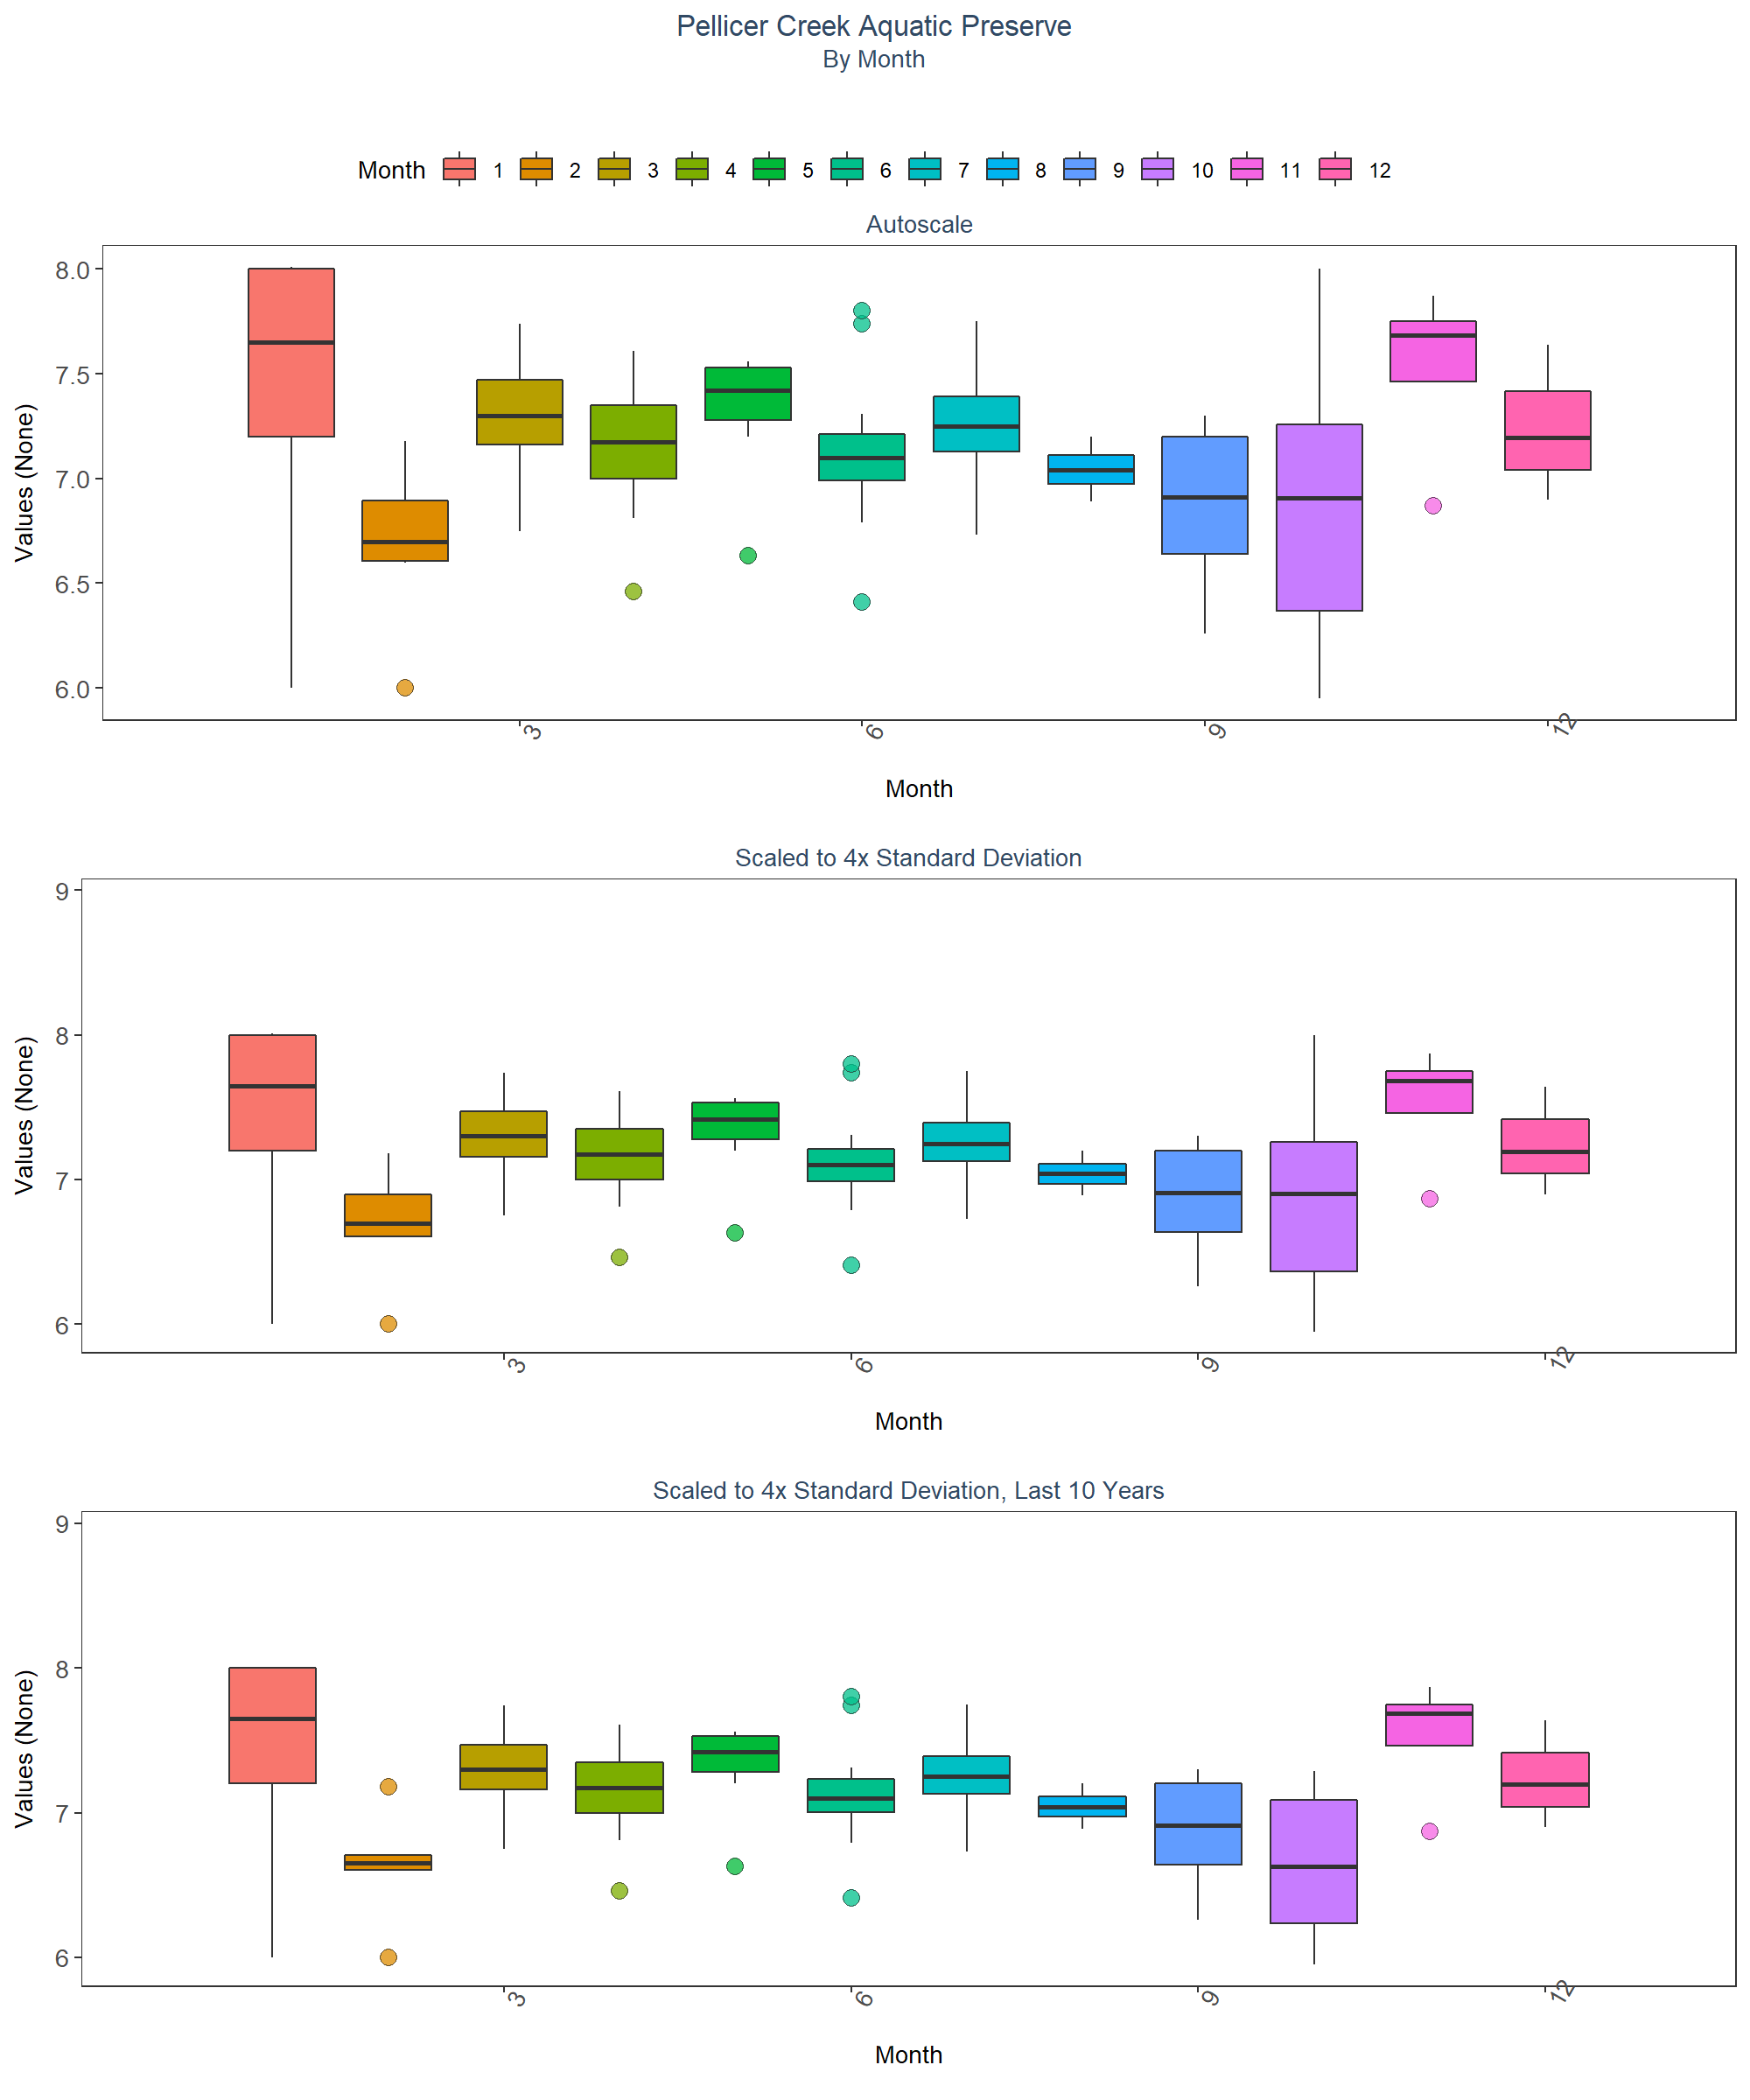 Pellicer Creek Aquatic Preserve
By Month
Month 1 2 3 4 5 6 7 8 9 10 11 12
Autoscale
Values (None)
8.0
7.5
7.0
6.5
6.0
3 6 9 12
Month
Scaled to 4x Standard Deviation
Values (None)
9
8
7
6
3 6 9 12
Month
Scaled to 4x Standard Deviation, Last 10 Years
Values (None)
9
8
7
6
3 6 9 12
Month